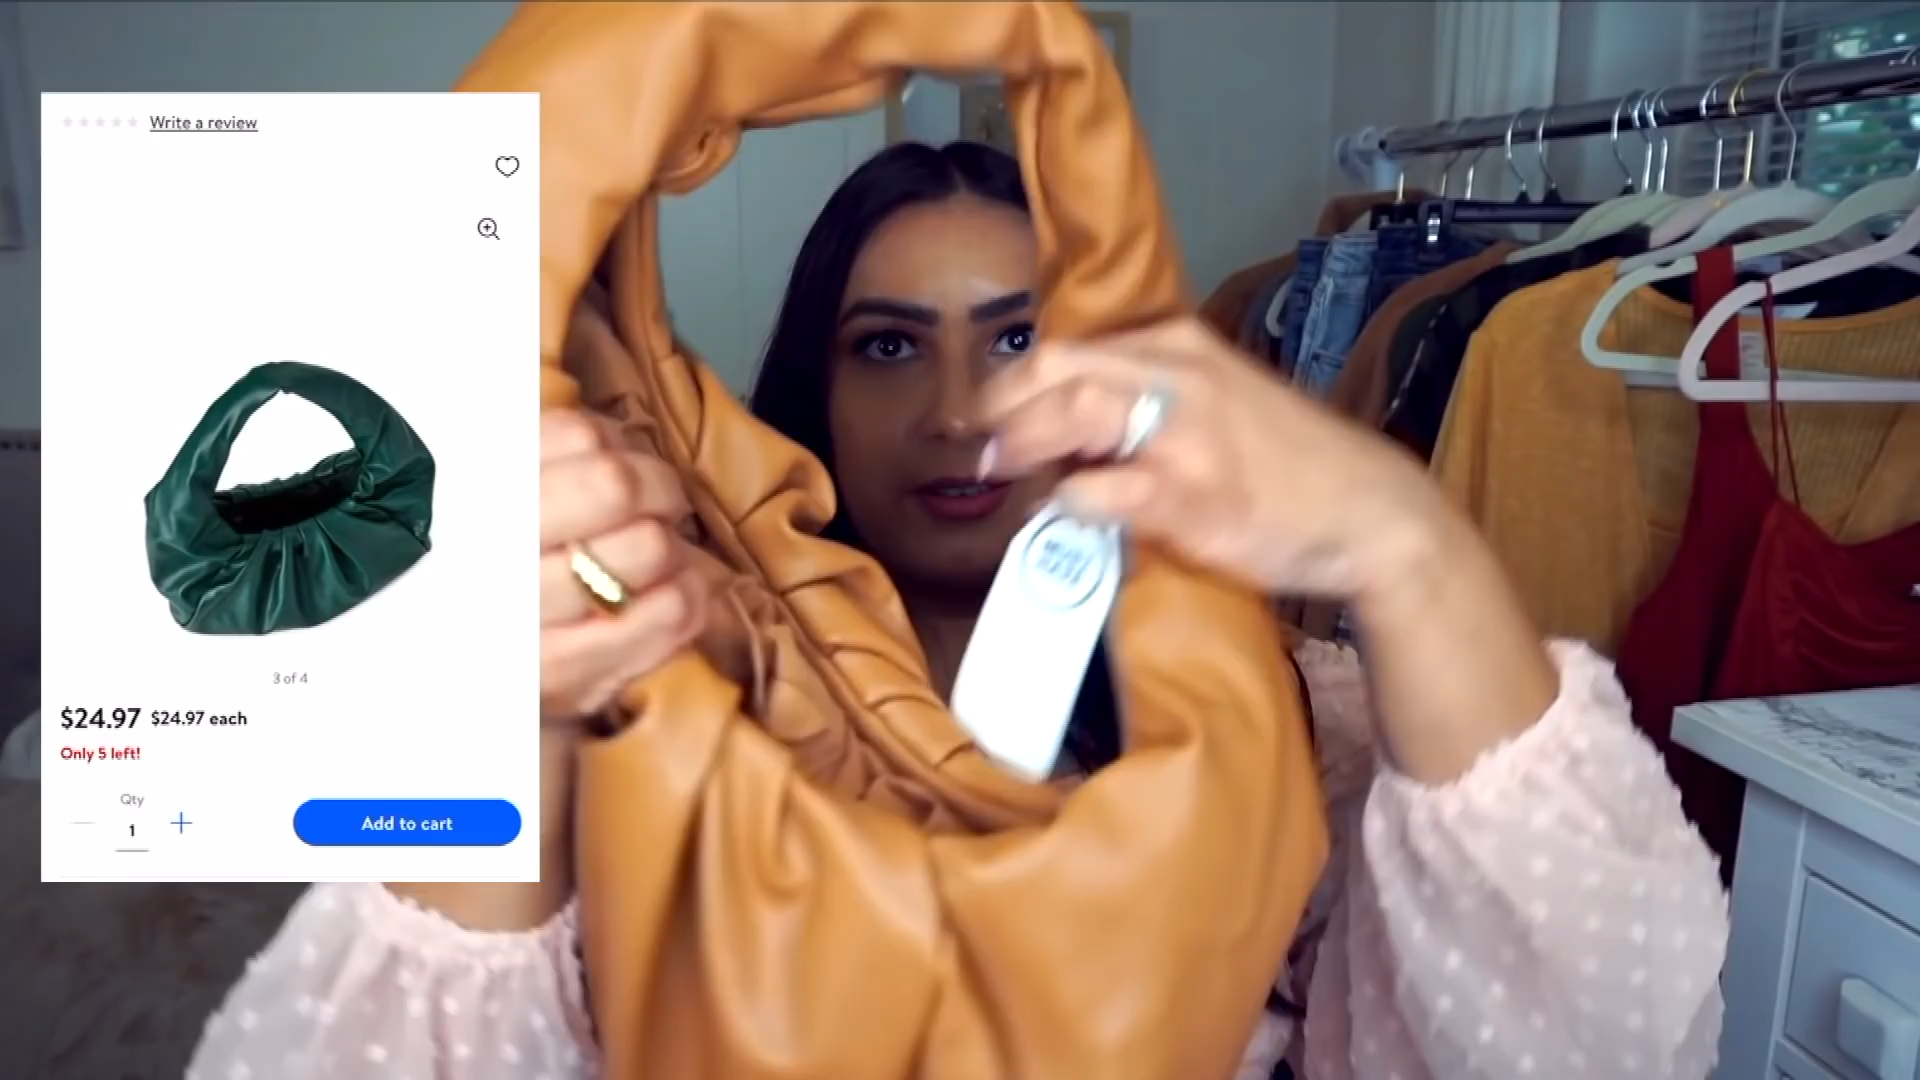 Write a review
3 of 4
$24.97 $24.97 each
Only 5 left!
Qty
1
Add to cart